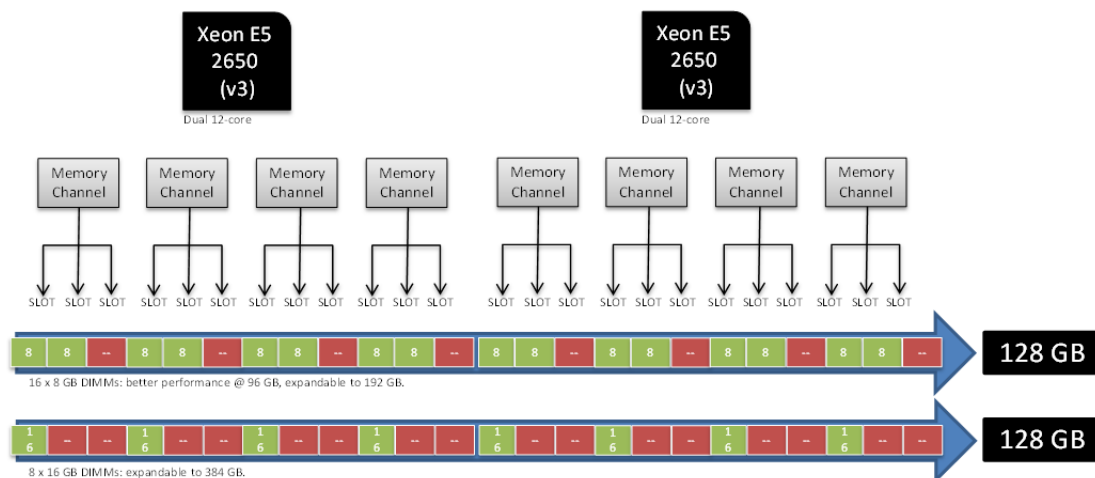 Xeon E5
2650
(v3)
Dual 12-core
Xeon E5
2650
(v3)
Dual 12-core
Memory
Channel
Memory
Channel
Memory
Channel
Memory
Channel
Memory
Channel
Memory
Channel
Memory
Channel
Memory
Channel
SLOT SLOT SLOT SLOT SLOT SLOT SLOT SLOT SLOT SLOT SLOT SLOT SLOT SLOT SLOT SLOT SLOT SLOT SLOT SLOT SLOT SLOT SLOT SLOT
8 8 -- 8 8 -- 8 8 -- 8 8 -- 8 8 -- 8 8 -- 8 8 -- 8 8 --
128 GB
16 x 8 GB DIMMs: better performance @ 96 GB, expandable to 192 GB.
16 -- -- 16 -- -- 16 -- -- 16 -- -- 16 -- -- 16 -- -- 16 -- -- 16 -- --
128 GB
8 x 16 GB DIMMs: expandable to 384 GB.